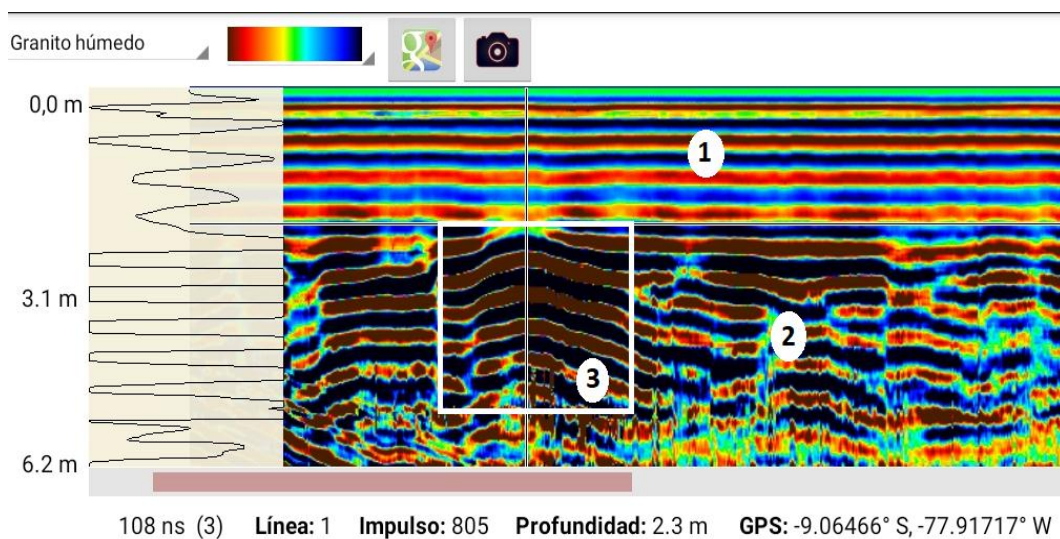 Granito húmedo
0,0 m
1
3.1 m
2
3
6.2 m
108 ns (3) Línea: 1 Impulso: 805 Profundidad: 2.3 m GPS: -9.06466° S, -77.91717° W